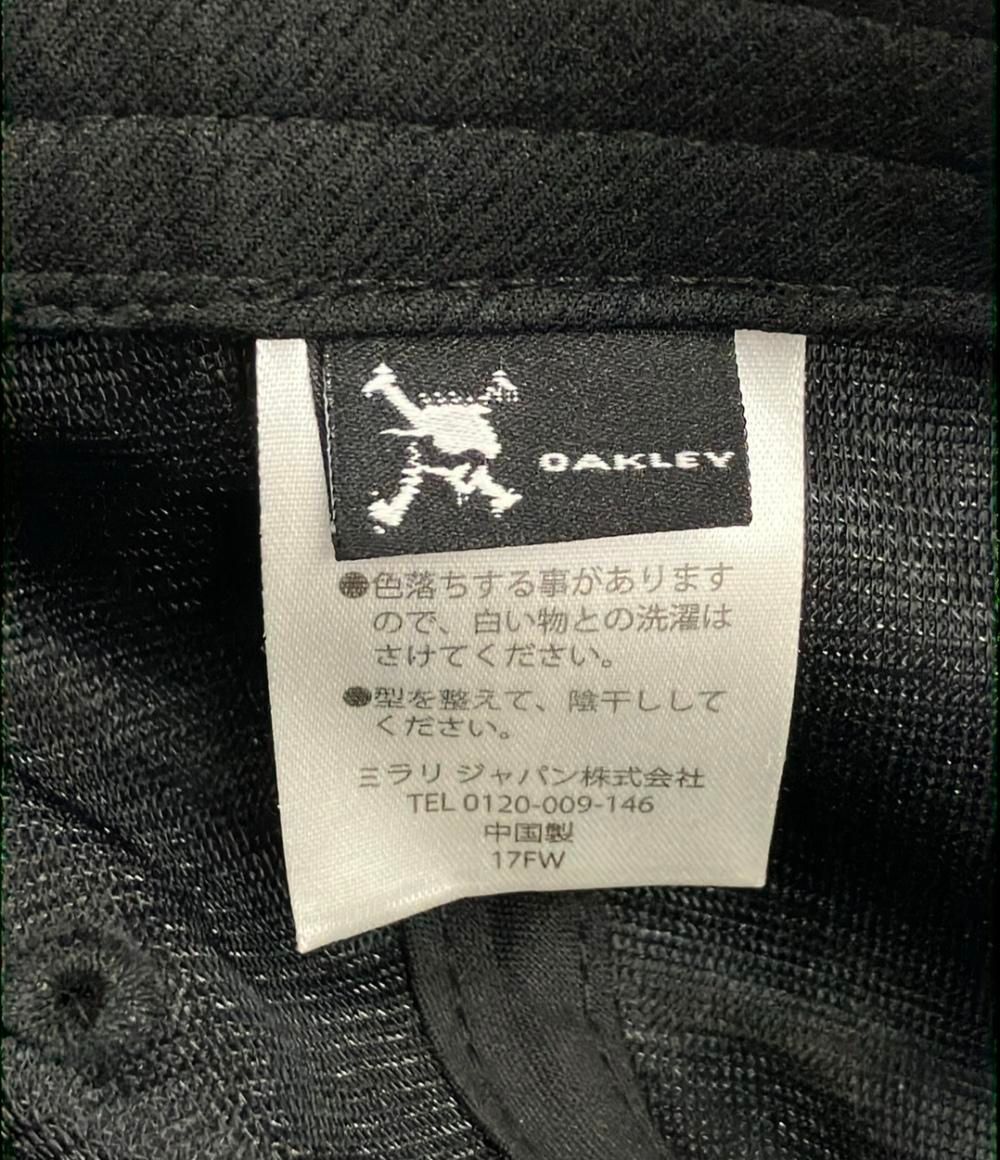 OAKLEY
●色落ちする事があります
ので、白い物との洗濯は
さけてください。
●型を整えて、陰干しして
ください。
ミラリ ジャパン株式会社
TEL 0120-009-146
中国製
17FW